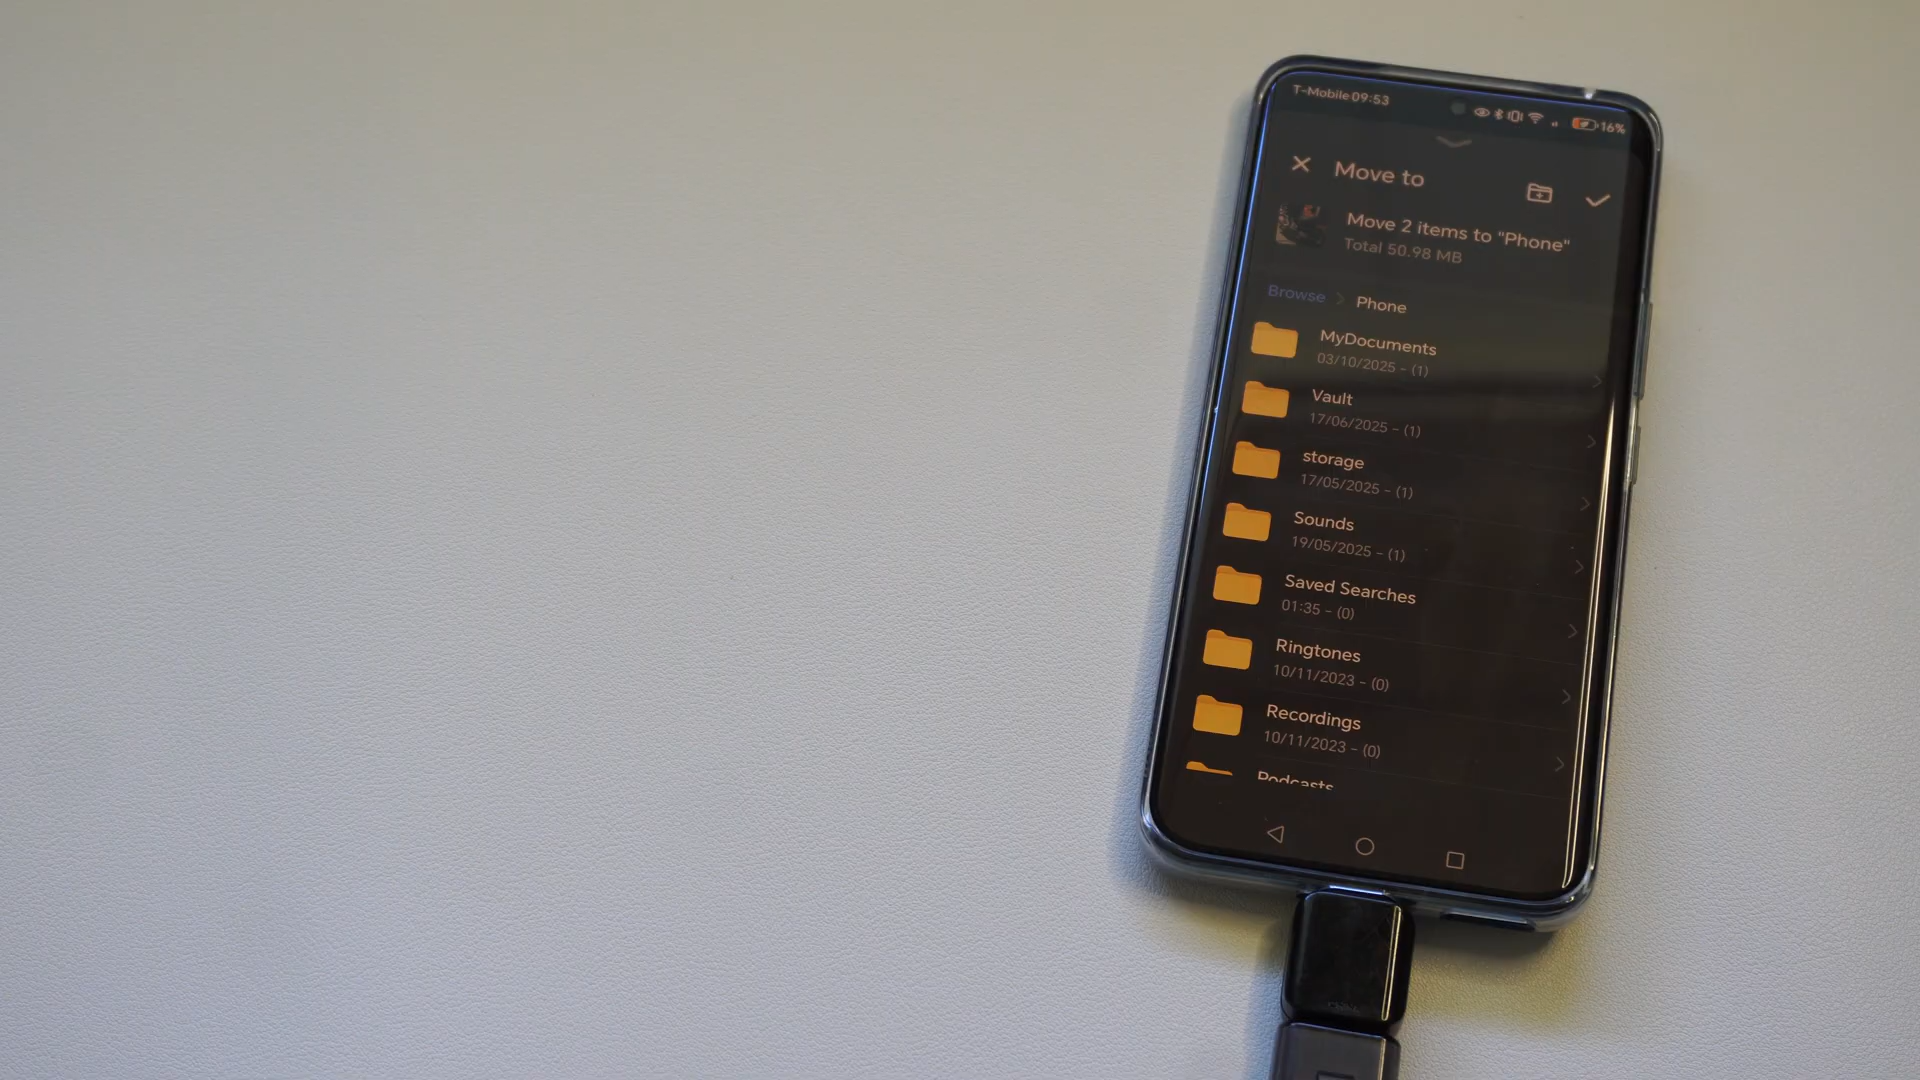 T-Mobile 09:53
16%
Move to
Move 2 items to "Phone"
Total 50.98 MB
Browse > Phone
MyDocuments
03/10/2025 - (1)
Vault
17/06/2025 - (1)
storage
17/05/2025 - (1)
Sounds
19/05/2025 - (1)
Saved Searches
01:35 - (0)
Ringtones
10/11/2023 - (0)
Recordings
10/11/2023 - (0)
Podcasts